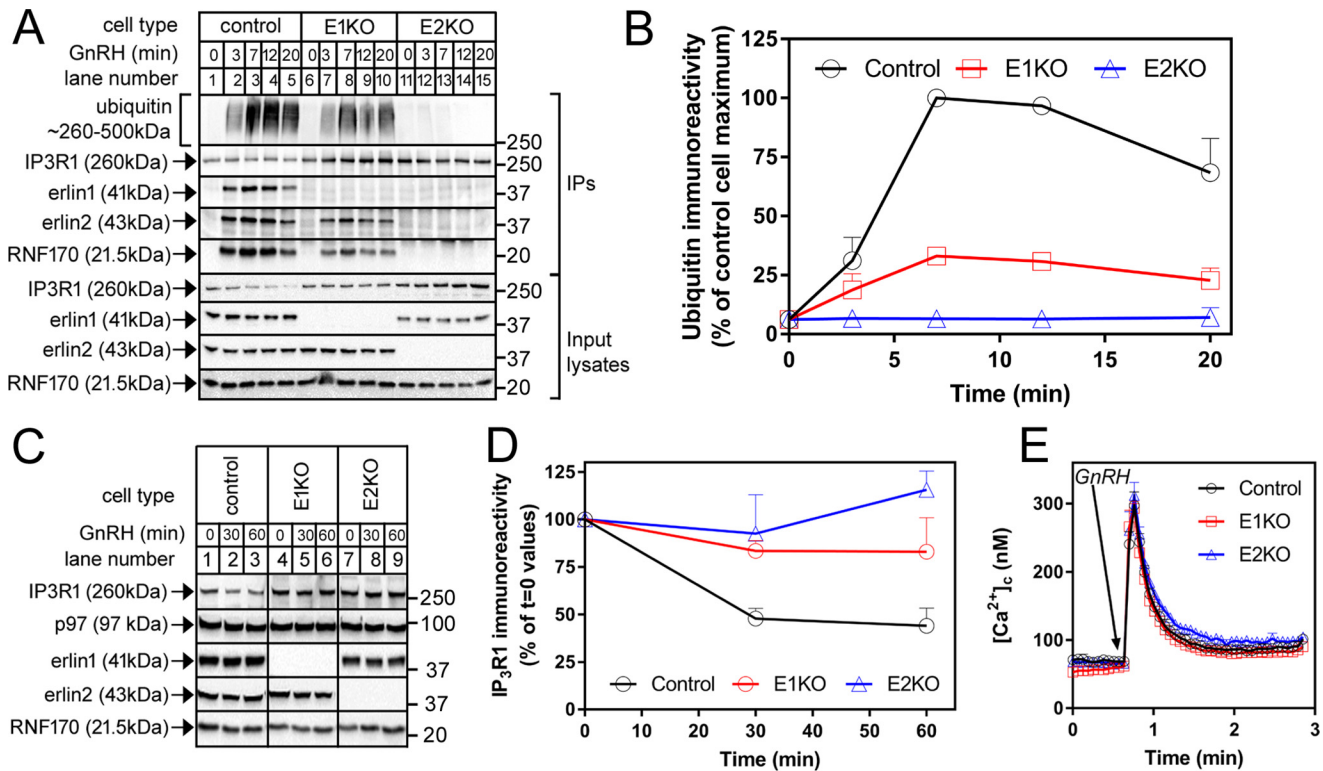 A
cell type control E1KO E2KO
GnRH (min) 0 3 7 12 20 0 3 7 12 20 0 3 7 12 20
lane number 1 2 3 4 5 6 7 8 9 10 11 12 13 14 15
ubiquitin
~260-500kDa
250
IP3R1 (260kDa) 250
erlin1 (41kDa) 37
erlin2 (43kDa) 37
RNF170 (21.5kDa) 20
IPs
IP3R1 (260kDa) 250
erlin1 (41kDa) 37
erlin2 (43kDa) 37
RNF170 (21.5kDa) 20
Input
lysates
B
Ubiquitin immunoreactivity
(% of control cell maximum)
125
100
75
50
25
0
Control E1KO E2KO
0 5 10 15 20
Time (min)
C
cell type control E1KO E2KO
GnRH (min) 0 30 60 0 30 60 0 30 60
lane number 1 2 3 4 5 6 7 8 9
IP3R1 (260kDa) 250
p97 (97 kDa) 100
erlin1 (41kDa) 37
erlin2 (43kDa) 37
RNF170 (21.5kDa) 20
D
IP₃R1 immunoreactivity
(% of t=0 values)
125
100
75
50
25
0
Control E1KO E2KO
0 10 20 30 40 50 60
Time (min)
E
[Ca²⁺]c (nM)
300
200
100
0
GnRH
Control
E1KO
E2KO
0 1 2 3
Time (min)